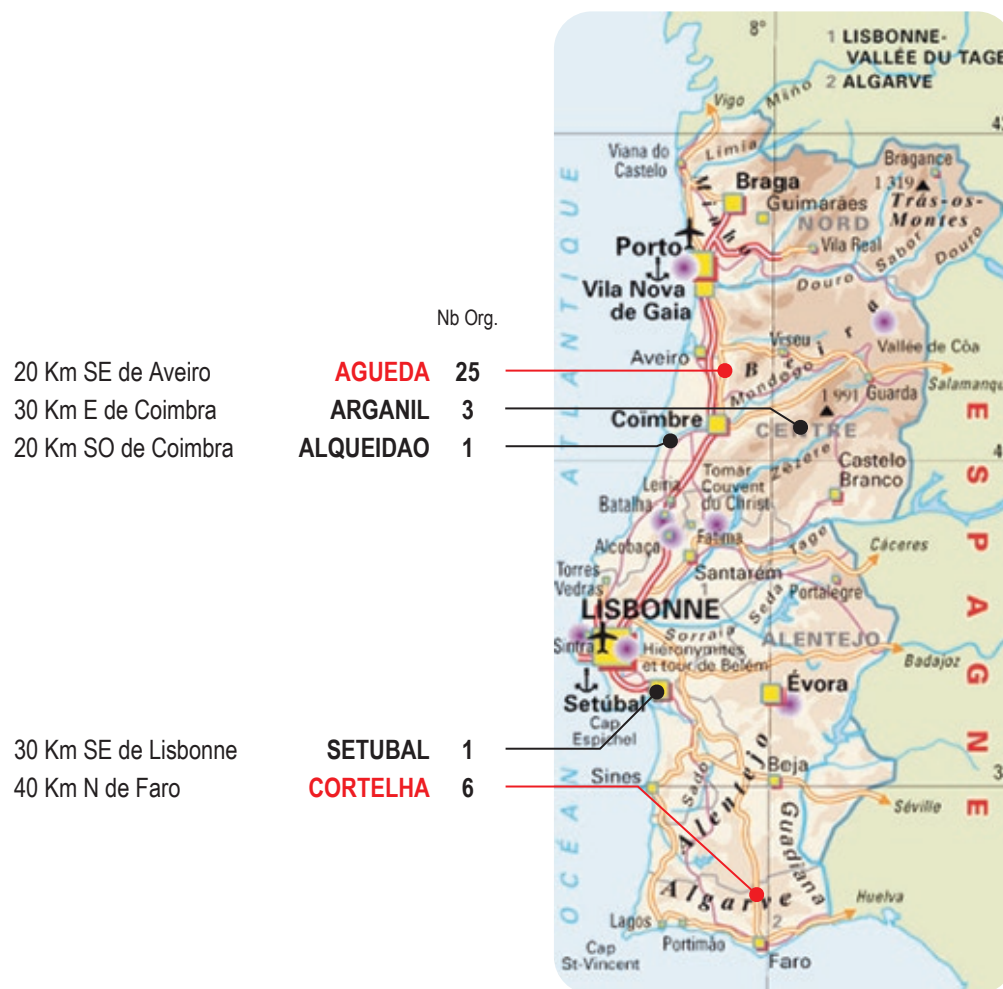 Nb Org.
20 Km SE de Aveiro AGUEDA 25
30 Km E de Coimbra ARGANIL 3
20 Km SO de Coimbra ALQUEIDAO 1
30 Km SE de Lisbonne SETUBAL 1
40 Km N de Faro CORTELHA 6
8°
1 LISBONNE-
VALLÉE DU TAGE
2 ALGARVE
Vigo
Miño
Viana do
Castelo
Limia
Bragance
1 319
Braga
Minho
Guimarães
Trás-os-
Montes
NORD
Vila Real
Sabor
Douro
Porto
Douro
Vila Nova
de Gaia
Beira
Viseu
Vallée de Côa
Aveiro
Mondego
Guarda
Salamanque
1 991
Coïmbre
CENTRE
Zêzere
Castelo
Branco
Tomar
Couvent
du Christ
Leiria
Batalha
Fatima
Alcobaça
Tage
Cáceres
Santarém
Torres
Vedras
1
Seda
Portalegre
LISBONNE
Sorraia
ALENTEJO
Sintra
Hiéronymites
et tour de Belém
Badajoz
Setúbal
Évora
Cap
Espichel
Beja
Sines
Sado
Alentejo
Guadiana
Séville
Algarve
2
Huelva
Lagos
Portimão
Faro
Cap
St-Vincent
OCÉAN ATLANTIQUE
ESPAGNE